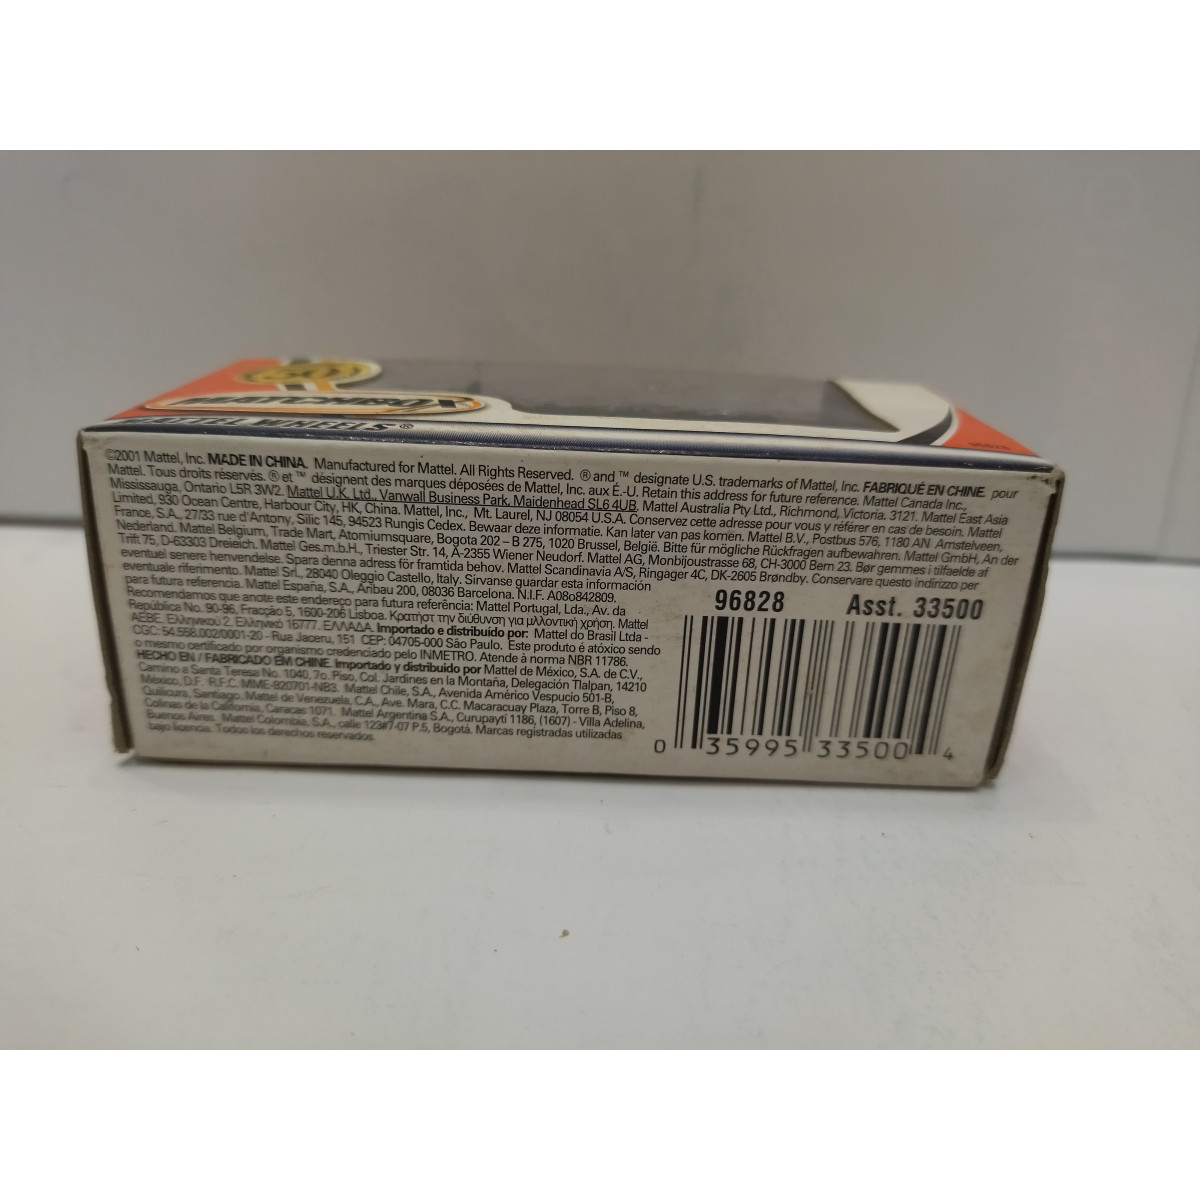 50
MATCHBOX
MATTEL WHEELS®
©2001 Mattel, Inc. MADE IN CHINA. Manufactured for Mattel. All Rights Reserved. ® and ™ designate U.S. trademarks of Mattel, Inc. FABRIQUÉ EN CHINE pour
Mattel. Tous droits réservés. ® et ™ désignent des marques déposées de Mattel, Inc. aux É.-U. Retain this address for future reference. Mattel Canada Inc.,
Mississauga, Ontario L5R 3W2. Mattel U.K. Ltd., Vanwall Business Park, Maidenhead SL6 4UB. Mattel Australia Pty Ltd., Richmond, Victoria. 3121. Mattel East Asia
Limited, 930 Ocean Centre, Harbour City, HK, China. Mattel, Inc., Mt. Laurel, NJ 08054 U.S.A. Conservez cette adresse pour vous y référer en cas de besoin. Mattel
France, S.A., 27/33 rue d'Antony, Silic 145, 94523 Rungis Cedex. Bewaar deze informatie. Kan later van pas komen. Mattel B.V., Postbus 576, 1180 AN Amstelveen,
Nederland. Mattel Belgium, Trade Mart, Atomiumsquare, Bogota 202 – B 275, 1020 Brussel, België. Bitte für mögliche Rückfragen aufbewahren. Mattel GmbH, An der
Trift 75, D-63303 Dreieich. Mattel Ges.m.b.H., Triester Str. 14, A-2355 Wiener Neudorf. Mattel AG, Monbijoustrasse 68, CH-3000 Bern 23. Bør gemmes i tilfaelde af
eventuel senere henvendelse. Spara denna adress för framtida behov. Mattel Scandinavia A/S, Ringager 4C, DK-2605 Brøndby. Conservare questo indirizzo per
eventuale riferimento. Mattel Srl., 28040 Oleggio Castello, Italy. Sírvanse guardar esta información
para futura referencia. Mattel España, S.A., Aribau 200, 08036 Barcelona. N.I.F. A08o842809.
Recomendamos que anote este endereço para futura referência: Mattel Portugal, Lda., Av. da
República No. 90-96, Fracção 5, 1600-206 Lisboa. Κρατήστ την διύθυνση για μλλοντική χρήση. Mattel
AEBE. Ελληνικού 2. Ελληνικό 16777. ΕΛΛΑΔΑ. Importado e distribuído por: Mattel do Brasil Ltda -
CGC: 54.558.002/0001-20 - Rua Jaceru, 151 CEP: 04705-000 São Paulo. Este produto é atóxico sendo
o mesmo certificado por organismo credenciado pelo INMETRO. Atende à norma NBR 11786.
HECHO EN / FABRICADO EM CHINE. Importado y distribuido por Mattel de México, S.A. de C.V.,
Camino a Santa Teresa No. 1040, 7o. Piso, Col. Jardines en la Montaña, Delegación Tlalpan, 14210
México, D.F. R.F.C. MME-820701-NB3. Mattel Chile, S.A., Avenida Américo Vespucio 501-B,
Quilicura, Santiago. Mattel de Venezuela, C.A., Ave. Mara, C.C. Macaracuay Plaza, Torre B, Piso 8,
Colinas de la California, Caracas 1071. Mattel Argentina S.A., Curupaytí 1186, (1607) - Villa Adelina,
Buenos Aires. Mattel Colombia, S.A., calle 123#7-07 P.5, Bogotá. Marcas registradas utilizadas
bajo licencia. Todos los derechos reservados.
96828 Asst. 33500
0 35995 33500 4